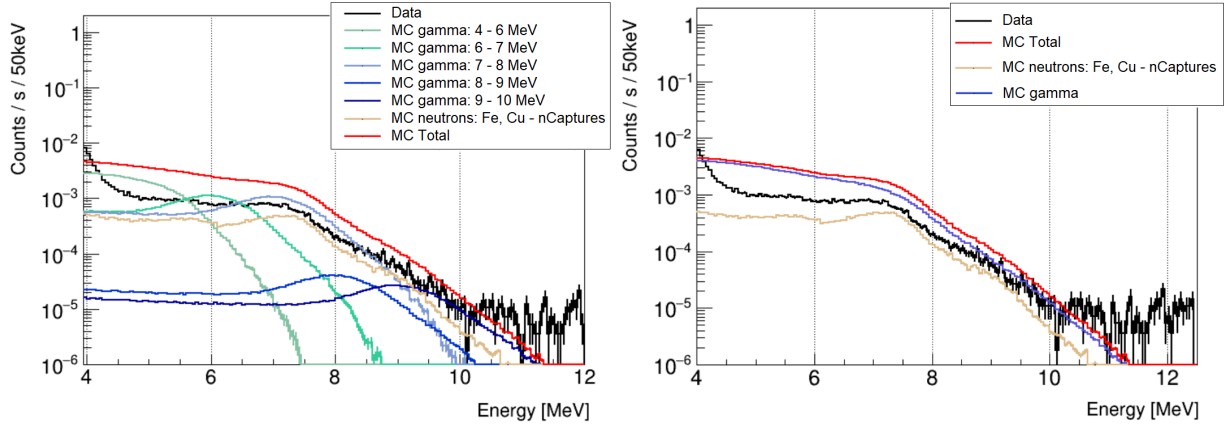 Data
MC gamma: 4 - 6 MeV
MC gamma: 6 - 7 MeV
MC gamma: 7 - 8 MeV
MC gamma: 8 - 9 MeV
MC gamma: 9 - 10 MeV
MC neutrons: Fe, Cu - nCaptures
MC Total
Counts / s / 50keV
1
10⁻¹
10⁻²
10⁻³
10⁻⁴
10⁻⁵
10⁻⁶
4 6 8 10 12
Energy [MeV]
Data
MC Total
MC neutrons: Fe, Cu - nCaptures
MC gamma
Counts / s / 50keV
1
10⁻¹
10⁻²
10⁻³
10⁻⁴
10⁻⁵
10⁻⁶
4 6 8 10 12
Energy [MeV]